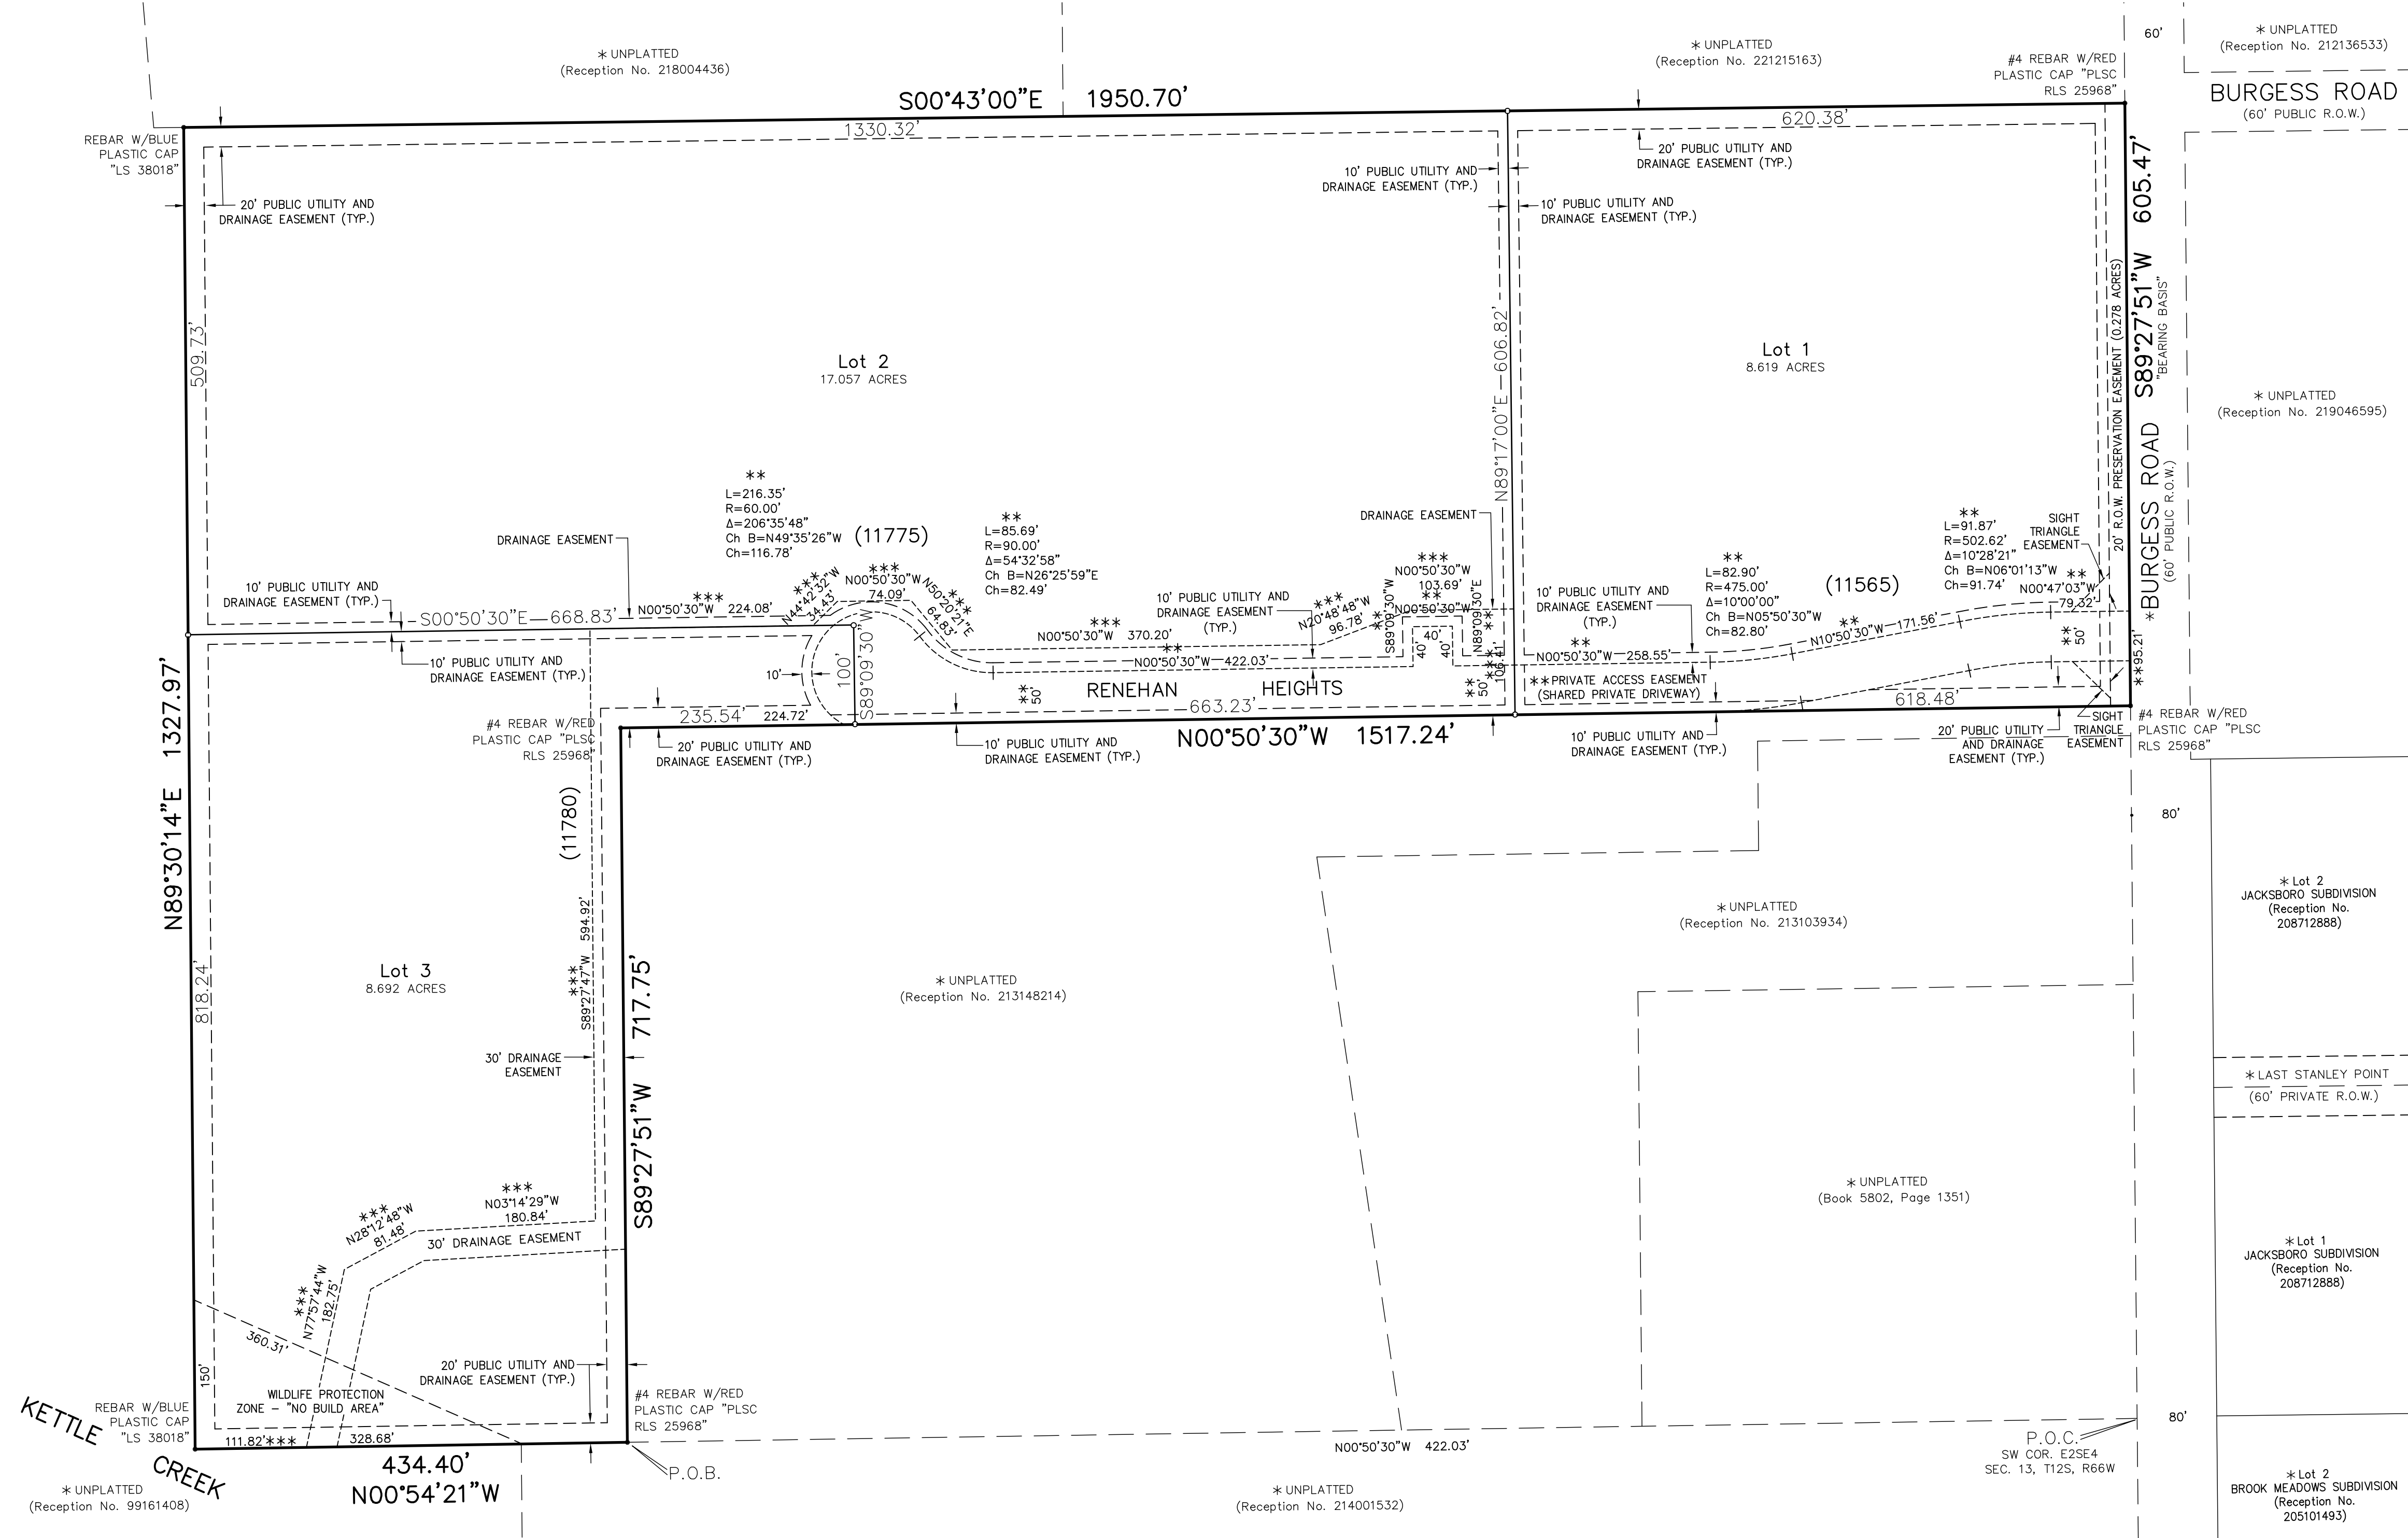 * UNPLATTED
(Reception No. 218004436)
* UNPLATTED
(Reception No. 221215163)
#4 REBAR W/RED
PLASTIC CAP "PLSC
RLS 25968"
60'
* UNPLATTED
(Reception No. 212136533)
BURGESS ROAD
(60' PUBLIC R.O.W.)
S00°43'00"E 1950.70'
1330.32'
620.38'
REBAR W/BLUE
PLASTIC CAP
"LS 38018"
20' PUBLIC UTILITY AND
DRAINAGE EASEMENT (TYP.)
10' PUBLIC UTILITY AND
DRAINAGE EASEMENT (TYP.)
20' PUBLIC UTILITY AND
DRAINAGE EASEMENT (TYP.)
10' PUBLIC UTILITY AND
DRAINAGE EASEMENT (TYP.)
S89°27'51"W 605.47'
"BEARING BASIS"
20' R.O.W. PRESERVATION EASEMENT (0.278 ACRES)
*BURGESS ROAD
(60' PUBLIC R.O.W.)
* UNPLATTED
(Reception No. 219046595)
509.73'
Lot 2
17.057 ACRES
N89°17'00"E 606.82'
Lot 1
8.619 ACRES
**
L=216.35'
R=60.00'
Δ=206°35'48"
Ch B=N49°35'26"W
Ch=116.78'
(11775)
**
L=85.69'
R=90.00'
Δ=54°32'58"
Ch B=N26°25'59"E
Ch=82.49'
DRAINAGE EASEMENT
DRAINAGE EASEMENT
**
L=82.90'
R=475.00'
Δ=10°00'00"
Ch B=N05°50'30"W
Ch=82.80'
(11565)
**
L=91.87'
R=502.62'
Δ=10°28'21"
Ch B=N06°01'13"W
Ch=91.74'
SIGHT
TRIANGLE
EASEMENT
**
N00°47'03"W
79.32'
10' PUBLIC UTILITY AND
DRAINAGE EASEMENT (TYP.)
S00°50'30"E 668.83'
***
N00°50'30"W 224.08'
***
N44°42'32"W
34.43'
***
N00°50'30"W
74.09'
***
N50°20'21"E
64.83'
***
N00°50'30"W 370.20'
10' PUBLIC UTILITY AND
DRAINAGE EASEMENT
(TYP.)
***
N20°48'48"W
96.78'
***
N00°50'30"W
103.69'
**
N00°50'30"W
**
S89°09'30"W
**
N89°09'30"E
40'
40'
40'
***
106.41'
10' PUBLIC UTILITY AND
DRAINAGE EASEMENT
(TYP.)
**
N00°50'30"W 258.55'
**
N10°50'30"W 171.56'
**
50'
**95.21'
10' PUBLIC UTILITY AND
DRAINAGE EASEMENT (TYP.)
10'
100'
S89°09'30"W
**
N00°50'30"W 422.03'
**
50'
RENEHAN HEIGHTS
**
50'
**PRIVATE ACCESS EASEMENT
(SHARED PRIVATE DRIVEWAY)
663.23'
618.48'
235.54' 224.72'
#4 REBAR W/RED
PLASTIC CAP "PLSC
RLS 25968"
20' PUBLIC UTILITY AND
DRAINAGE EASEMENT (TYP.)
10' PUBLIC UTILITY AND
DRAINAGE EASEMENT (TYP.)
N00°50'30"W 1517.24'
10' PUBLIC UTILITY AND
DRAINAGE EASEMENT (TYP.)
20' PUBLIC UTILITY
AND DRAINAGE
EASEMENT (TYP.)
SIGHT
TRIANGLE
EASEMENT
#4 REBAR W/RED
PLASTIC CAP "PLSC
RLS 25968"
N89°30'14"E 1327.97'
(11780)
80'
818.24'
Lot 3
8.692 ACRES
***
S89°27'47"W 594.92'
S89°27'51"W 717.75'
* UNPLATTED
(Reception No. 213148214)
* UNPLATTED
(Reception No. 213103934)
* Lot 2
JACKSBORO SUBDIVISION
(Reception No.
208712888)
30' DRAINAGE
EASEMENT
* LAST STANLEY POINT
(60' PRIVATE R.O.W.)
***
N03°14'29"W
180.84'
***
N28°12'48"W
81.48'
30' DRAINAGE EASEMENT
***
N77°57'44"W
182.75'
* UNPLATTED
(Book 5802, Page 1351)
* Lot 1
JACKSBORO SUBDIVISION
(Reception No.
208712888)
360.31'
150'
20' PUBLIC UTILITY AND
DRAINAGE EASEMENT (TYP.)
WILDLIFE PROTECTION
ZONE - "NO BUILD AREA"
KETTLE
CREEK
REBAR W/BLUE
PLASTIC CAP
"LS 38018"
#4 REBAR W/RED
PLASTIC CAP "PLSC
RLS 25968"
111.82'***
328.68'
434.40'
N00°54'21"W
P.O.B.
N00°50'30"W 422.03'
80'
P.O.C.
SW COR. E2SE4
SEC. 13, T12S, R66W
* UNPLATTED
(Reception No. 99161408)
* UNPLATTED
(Reception No. 214001532)
* Lot 2
BROOK MEADOWS SUBDIVISION
(Reception No.
205101493)